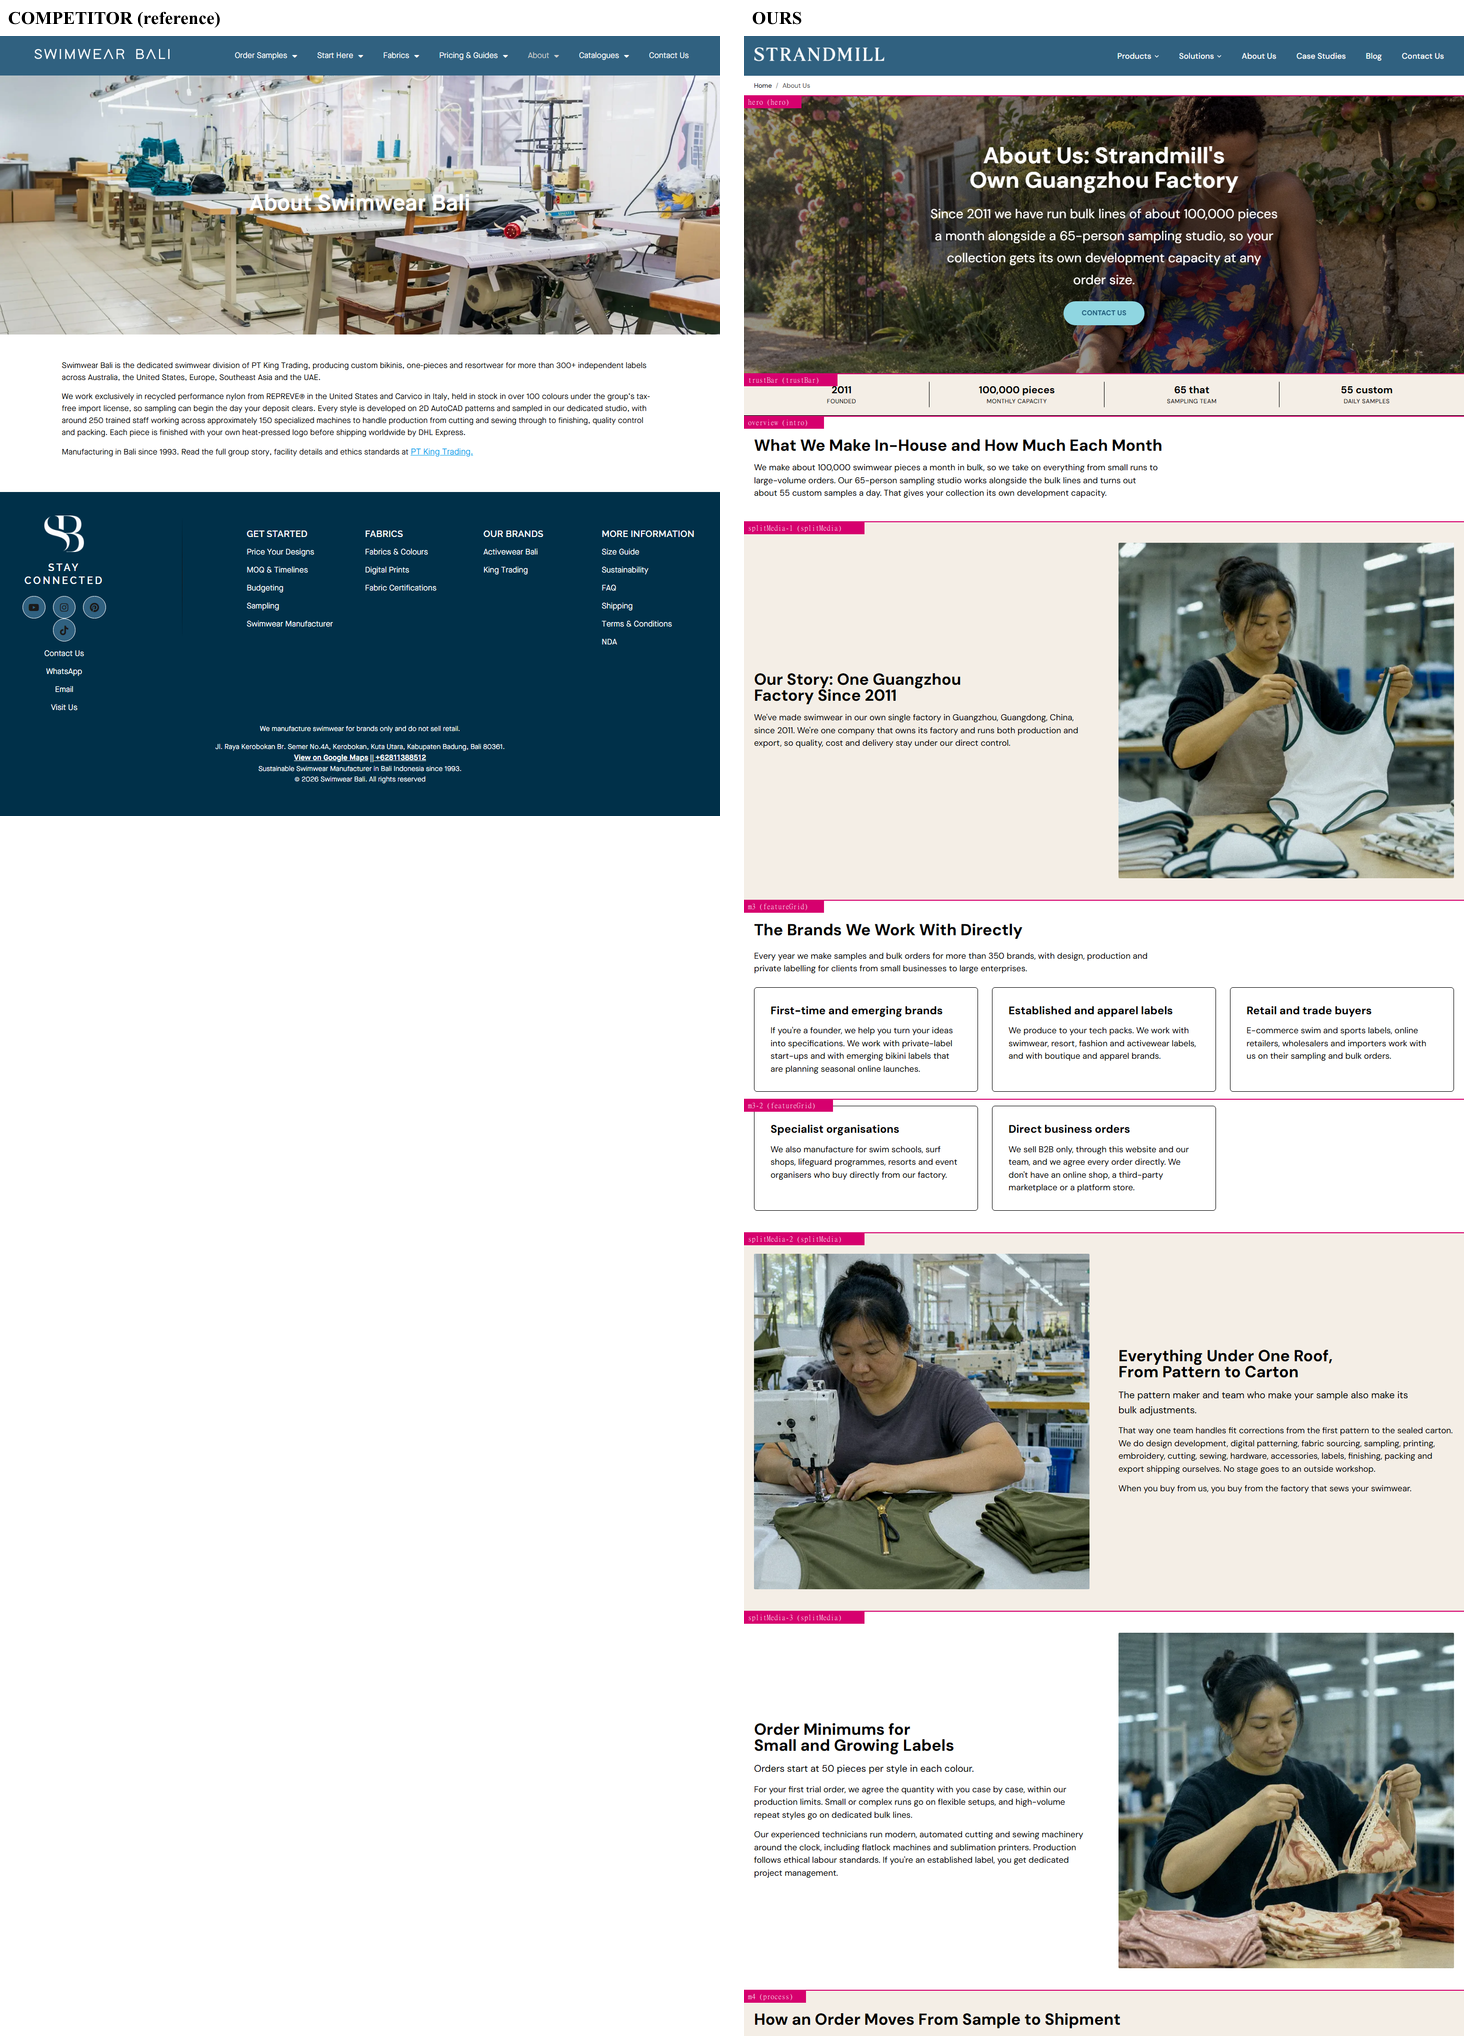 COMPETITOR (reference)
SWIMWEAR BALI
Order Samples
Start Here
Fabrics
Pricing & Guides
About
Catalogues
Contact Us
About Swimwear Bali
Swimwear Bali is the dedicated swimwear division of PT King Trading, producing custom bikinis, one-pieces and resortwear for more than 300+ independent labels
across Australia, the United States, Europe, Southeast Asia and the UAE.
We work exclusively in recycled performance nylon from REPREVE® in the United States and Carvico in Italy, held in stock in over 100 colours under the group's tax-
free import license, so sampling can begin the day your deposit clears. Every style is developed on 2D AutoCAD patterns and sampled in our dedicated studio, with
around 250 trained staff working across approximately 150 specialized machines to handle production from cutting and sewing through to finishing, quality control
and packing. Each piece is finished with your own heat-pressed logo before shipping worldwide by DHL Express.
Manufacturing in Bali since 1993. Read the full group story, facility details and ethics standards at PT King Trading.
STAY
CONNECTED
Contact Us
WhatsApp
Email
Visit Us
GET STARTED
Price Your Designs
MOQ & Timelines
Budgeting
Sampling
Swimwear Manufacturer
FABRICS
Fabrics & Colours
Digital Prints
Fabric Certifications
OUR BRANDS
Activewear Bali
King Trading
MORE INFORMATION
Size Guide
Sustainability
FAQ
Shipping
Terms & Conditions
NDA
We manufacture swimwear for brands only and do not sell retail.
Jl. Raya Kerobokan Br. Semer No.4A, Kerobokan, Kuta Utara, Kabupaten Badung, Bali 80361.
View on Google Maps || +62811388512
Sustainable Swimwear Manufacturer in Bali Indonesia since 1993.
© 2026 Swimwear Bali. All rights reserved
OURS
STRANDMILL
Products
Solutions
About Us
Case Studies
Blog
Contact Us
Home / About Us
hero (hero)
About Us: Strandmill's
Own Guangzhou Factory
Since 2011 we have run bulk lines of about 100,000 pieces
a month alongside a 65-person sampling studio, so your
collection gets its own development capacity at any
order size.
CONTACT US
trustBar (trustBar)
2011
FOUNDED
100,000 pieces
MONTHLY CAPACITY
65 that
SAMPLING TEAM
55 custom
DAILY SAMPLES
overview (intro)
What We Make In-House and How Much Each Month
We make about 100,000 swimwear pieces a month in bulk, so we take on everything from small runs to
large-volume orders. Our 65-person sampling studio works alongside the bulk lines and turns out
about 55 custom samples a day. That gives your collection its own development capacity.
splitMedia-1 (splitMedia)
Our Story: One Guangzhou
Factory Since 2011
We've made swimwear in our own single factory in Guangzhou, Guangdong, China,
since 2011. We're one company that owns its factory and runs both production and
export, so quality, cost and delivery stay under our direct control.
m3 (featureGrid)
The Brands We Work With Directly
Every year we make samples and bulk orders for more than 350 brands, with design, production and
private labelling for clients from small businesses to large enterprises.
First-time and emerging brands
If you're a founder, we help you turn your ideas
into specifications. We work with private-label
start-ups and with emerging bikini labels that
are planning seasonal online launches.
Established and apparel labels
We produce to your tech packs. We work with
swimwear, resort, fashion and activewear labels,
and with boutique and apparel brands.
Retail and trade buyers
E-commerce swim and sports labels, online
retailers, wholesalers and importers work with
us on their sampling and bulk orders.
m3-2 (featureGrid)
Specialist organisations
We also manufacture for swim schools, surf
shops, lifeguard programmes, resorts and event
organisers who buy directly from our factory.
Direct business orders
We sell B2B only, through this website and our
team, and we agree every order directly. We
don't have an online shop, a third-party
marketplace or a platform store.
splitMedia-2 (splitMedia)
Everything Under One Roof,
From Pattern to Carton
The pattern maker and team who make your sample also make its
bulk adjustments.
That way one team handles fit corrections from the first pattern to the sealed carton.
We do design development, digital patterning, fabric sourcing, sampling, printing,
embroidery, cutting, sewing, hardware, accessories, labels, finishing, packing and
export shipping ourselves. No stage goes to an outside workshop.
When you buy from us, you buy from the factory that sews your swimwear.
splitMedia-3 (splitMedia)
Order Minimums for
Small and Growing Labels
Orders start at 50 pieces per style in each colour.
For your first trial order, we agree the quantity with you case by case, within our
production limits. Small or complex runs go on flexible setups, and high-volume
repeat styles go on dedicated bulk lines.
Our experienced technicians run modern, automated cutting and sewing machinery
around the clock, including flatlock machines and sublimation printers. Production
follows ethical labour standards. If you're an established label, you get dedicated
project management.
m4 (process)
How an Order Moves From Sample to Shipment